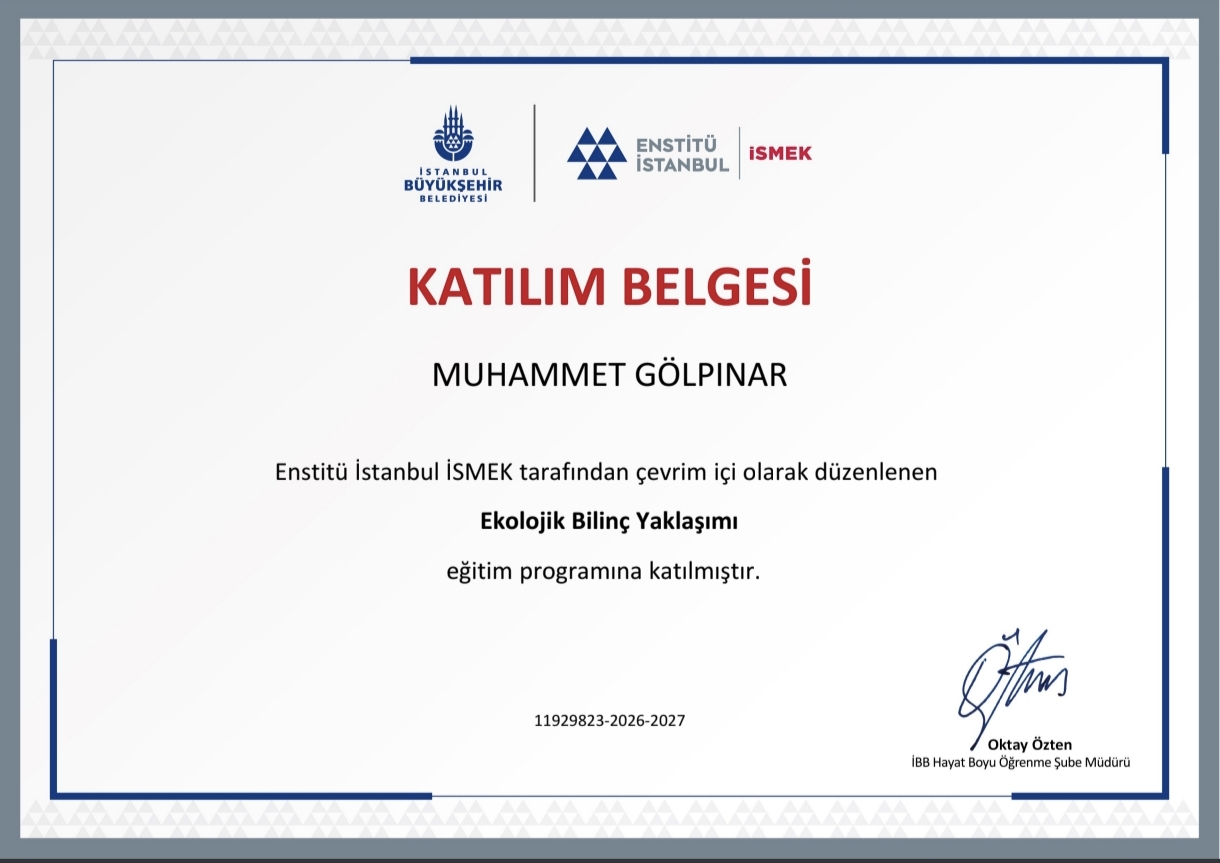 İSTANBUL
BÜYÜKŞEHİR
BELEDİYESİ
ENSTİTÜ
İSTANBUL
iSMEK
KATILIM BELGESİ
MUHAMMET GÖLPINAR
Enstitü İstanbul İSMEK tarafından çevrim içi olarak düzenlenen
Ekolojik Bilinç Yaklaşımı
eğitim programına katılmıştır.
11929823-2026-2027
Oktay Özten
İBB Hayat Boyu Öğrenme Şube Müdürü